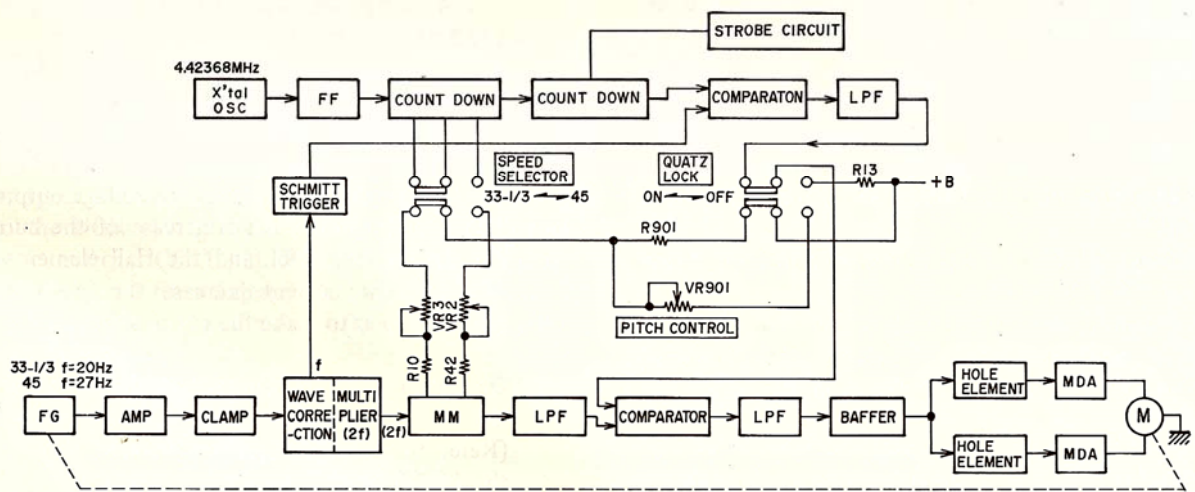 STROBE CIRCUIT
4.42368MHz
X'tal
OSC
FF
COUNT DOWN
COUNT DOWN
COMPARATON
LPF
SCHMITT
TRIGGER
SPEED
SELECTOR
33-1/3 45
QUATZ
LOCK
ON OFF
R13
+B
R901
VR901
PITCH CONTROL
VR3
VR2
R10
R42
f
33-1/3 f=20Hz
45 f=27Hz
FG
AMP
CLAMP
WAVE
CORRE
-CTION
MULTI
PLIER
(2f)
(2f)
MM
LPF
COMPARATOR
LPF
BAFFER
HOLE
ELEMENT
MDA
HOLE
ELEMENT
MDA
M